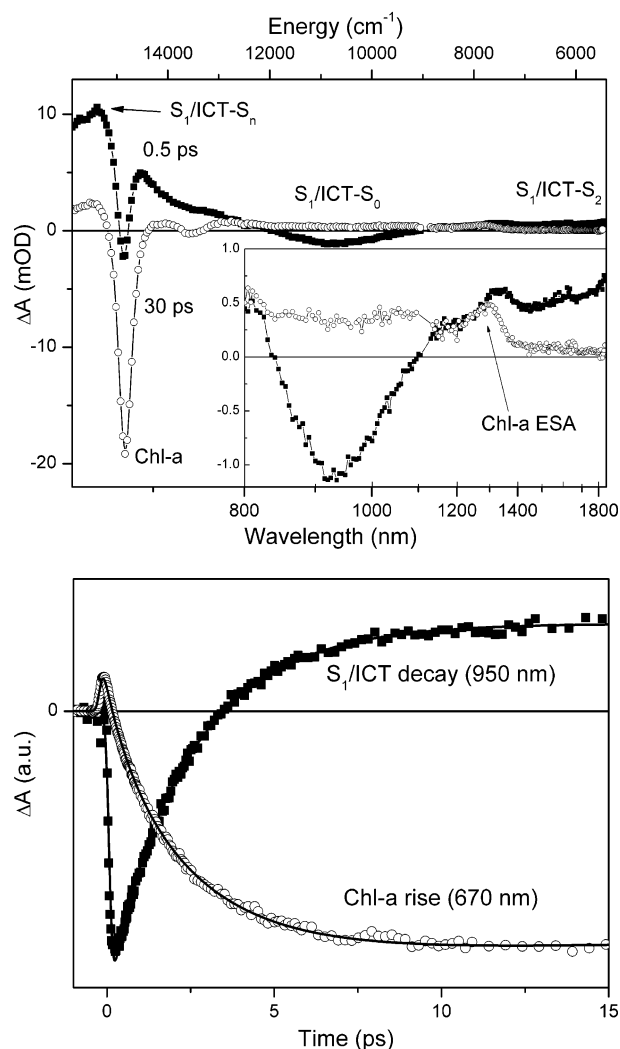 Energy (cm⁻¹)
14000 12000 10000 8000 6000
S₁/ICT-Sₙ
10
0.5 ps
S₁/ICT-S₀
S₁/ICT-S₂
0
1.0
0.5
0.0
-0.5
-1.0
30 ps
-10
Chl-a ESA
Chl-a
-20
ΔA (mOD)
800 1000 1200 1400 1600 1800
Wavelength (nm)
S₁/ICT decay (950 nm)
0
ΔA (a.u.)
Chl-a rise (670 nm)
0 5 10 15
Time (ps)